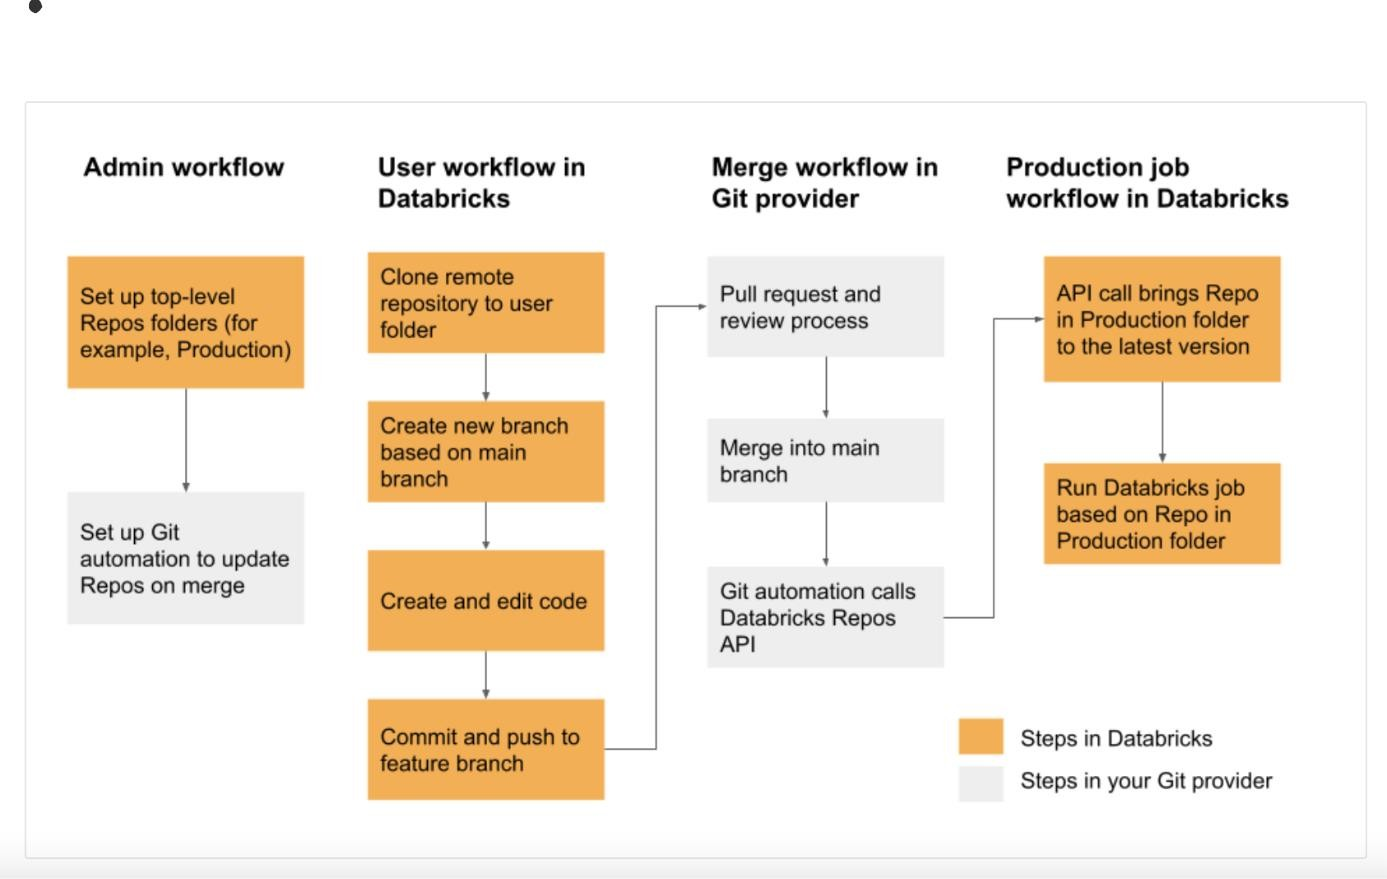 Admin workflow
Set up top-level
Repos folders (for
example, Production)
Set up Git
automation to update
Repos on merge
User workflow in
Databricks
Clone remote
repository to user
folder
Create new branch
based on main
branch
Create and edit code
Commit and push to
feature branch
Merge workflow in
Git provider
Pull request and
review process
Merge into main
branch
Git automation calls
Databricks Repos
API
Production job
workflow in Databricks
API call brings Repo
in Production folder
to the latest version
Run Databricks job
based on Repo in
Production folder
Steps in Databricks
Steps in your Git provider